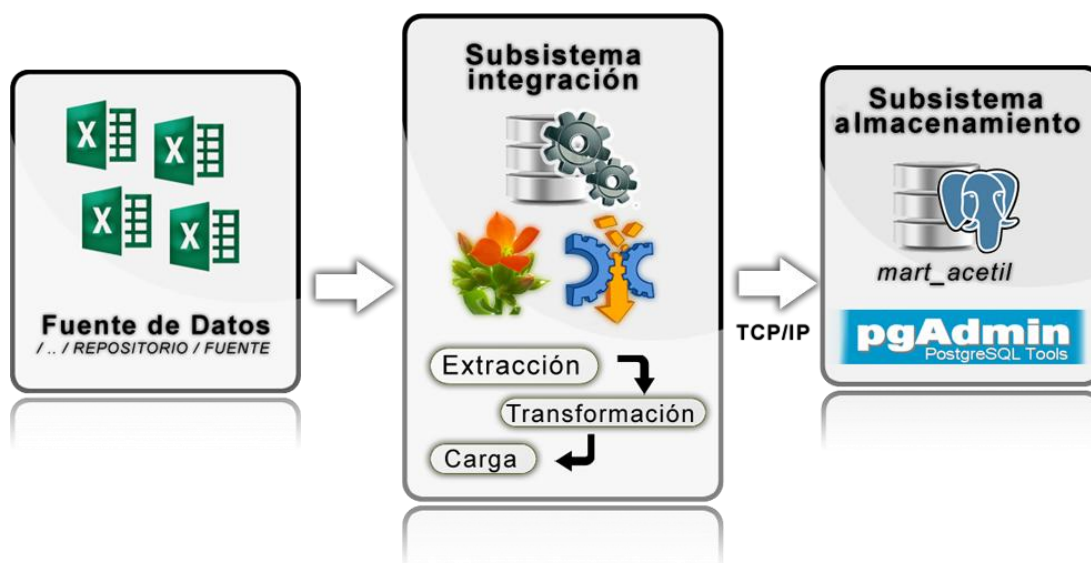 Fuente de Datos
/ .. / REPOSITORIO / FUENTE
Subsistema
integración
Extracción
Transformación
Carga
TCP/IP
Subsistema
almacenamiento
mart_acetil
pgAdmin
PostgreSQL Tools